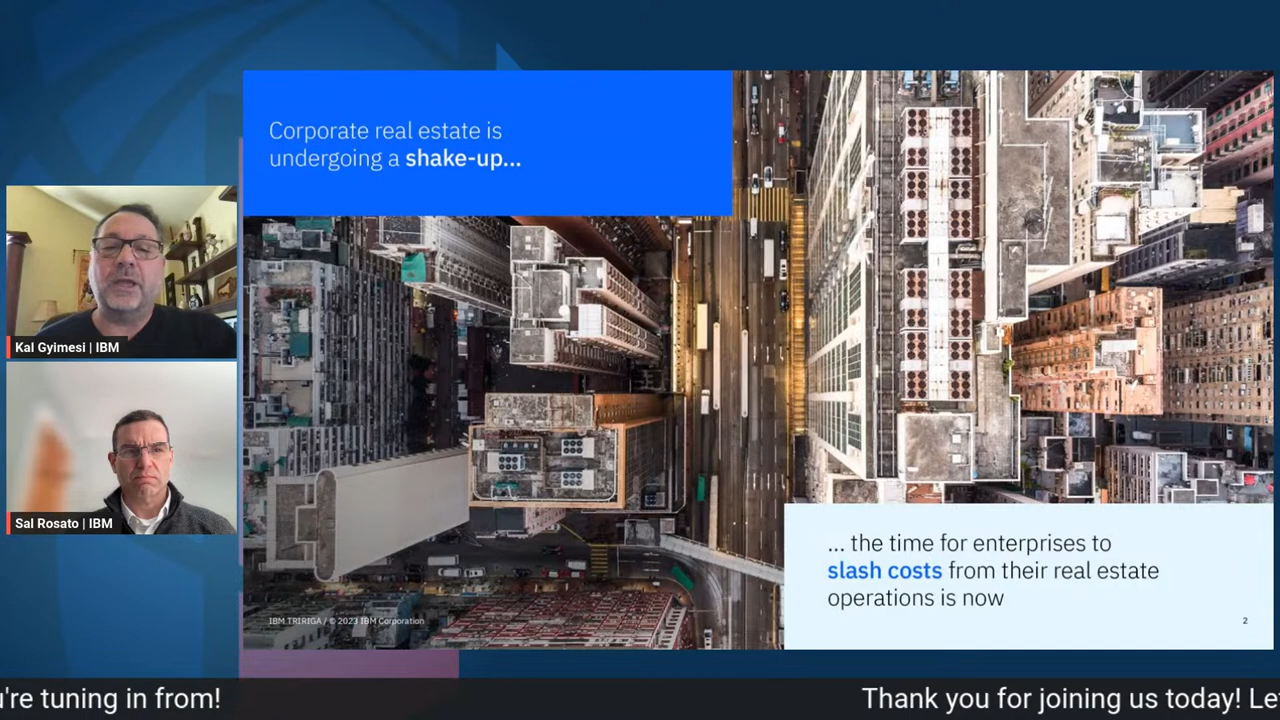 Corporate real estate is
undergoing a shake-up...
Kal Gyimesi | IBM
Sal Rosato | IBM
... the time for enterprises to
slash costs from their real estate
operations is now
IBM TRIRIGA / © 2023 IBM Corporation
2
're tuning in from!
Thank you for joining us today! Le